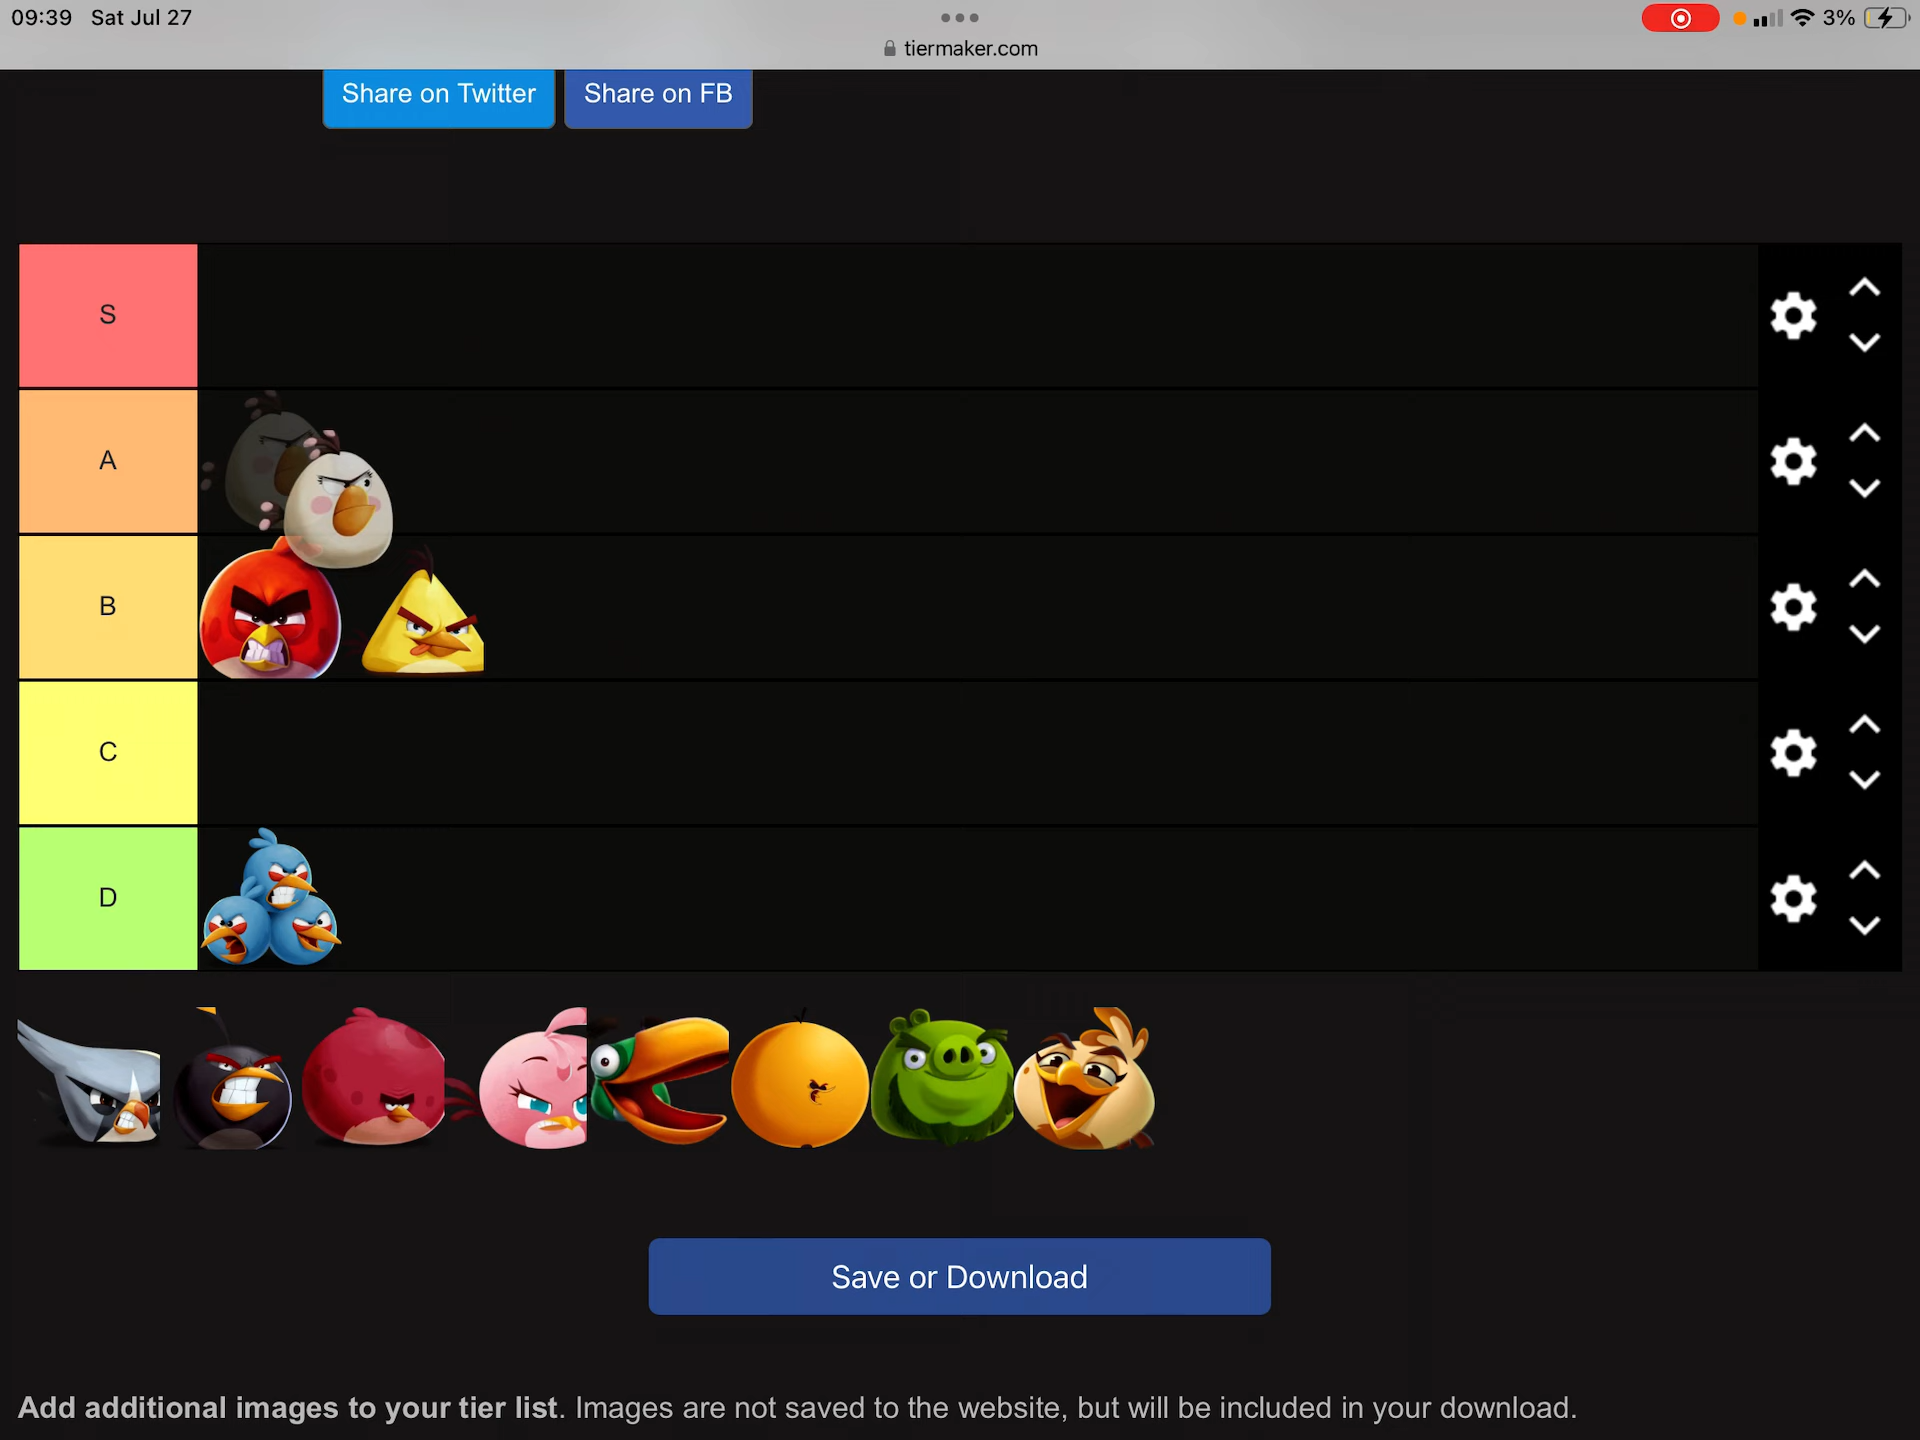 09:39 Sat Jul 27
3%
tiermaker.com
Share on Twitter Share on FB
S
A
B
C
D
Save or Download
Add additional images to your tier list. Images are not saved to the website, but will be included in your download.